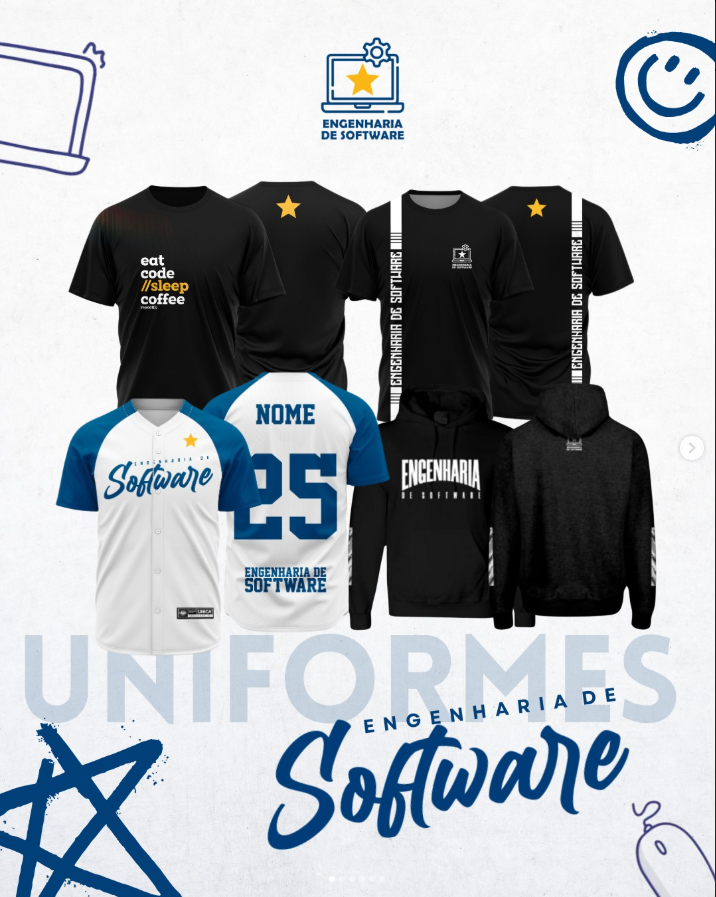 ENGENHARIA
DE SOFTWARE
eat
code
//sleep
coffee
ENGENHARIA DE SOFTWARE
ENGENHARIA DE SOFTWARE
ENGENHARIA DE
Software
NOME
25
ENGENHARIA DE
SOFTWARE
ENGENHARIA
DE SOFTWARE
UNIFORMES
ENGENHARIA DE
Software